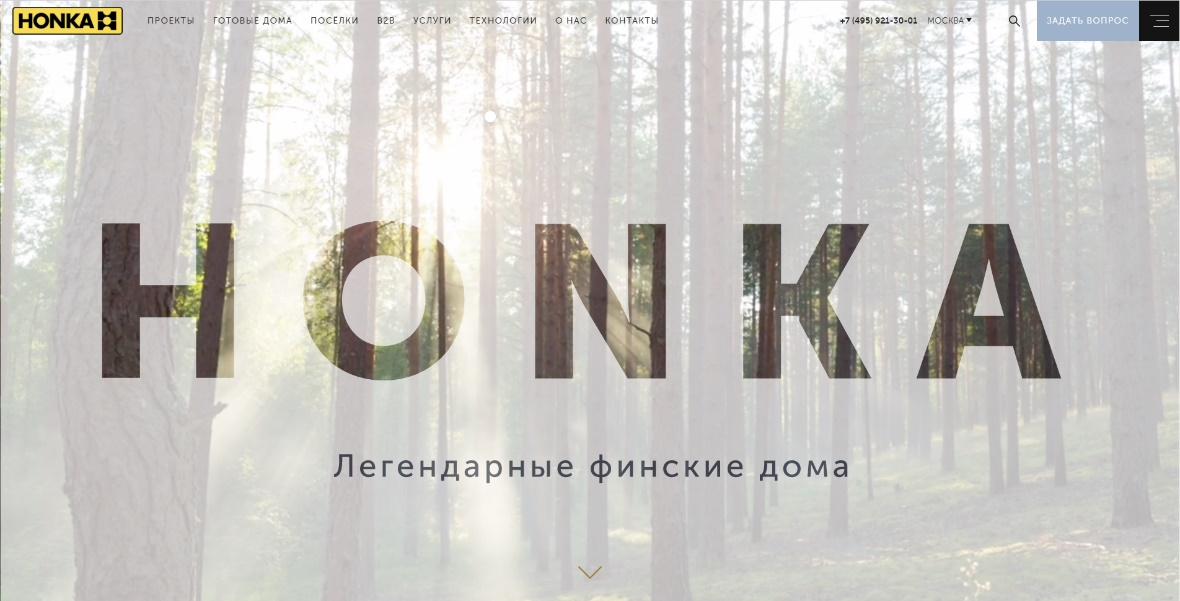 HONKA
ПРОЕКТЫ ГОТОВЫЕ ДОМА ПОСЁЛКИ B2B УСЛУГИ ТЕХНОЛОГИИ О НАС КОНТАКТЫ +7 (495) 921-30-01 МОСКВА ЗАДАТЬ ВОПРОС
HONKA
Легендарные финские дома